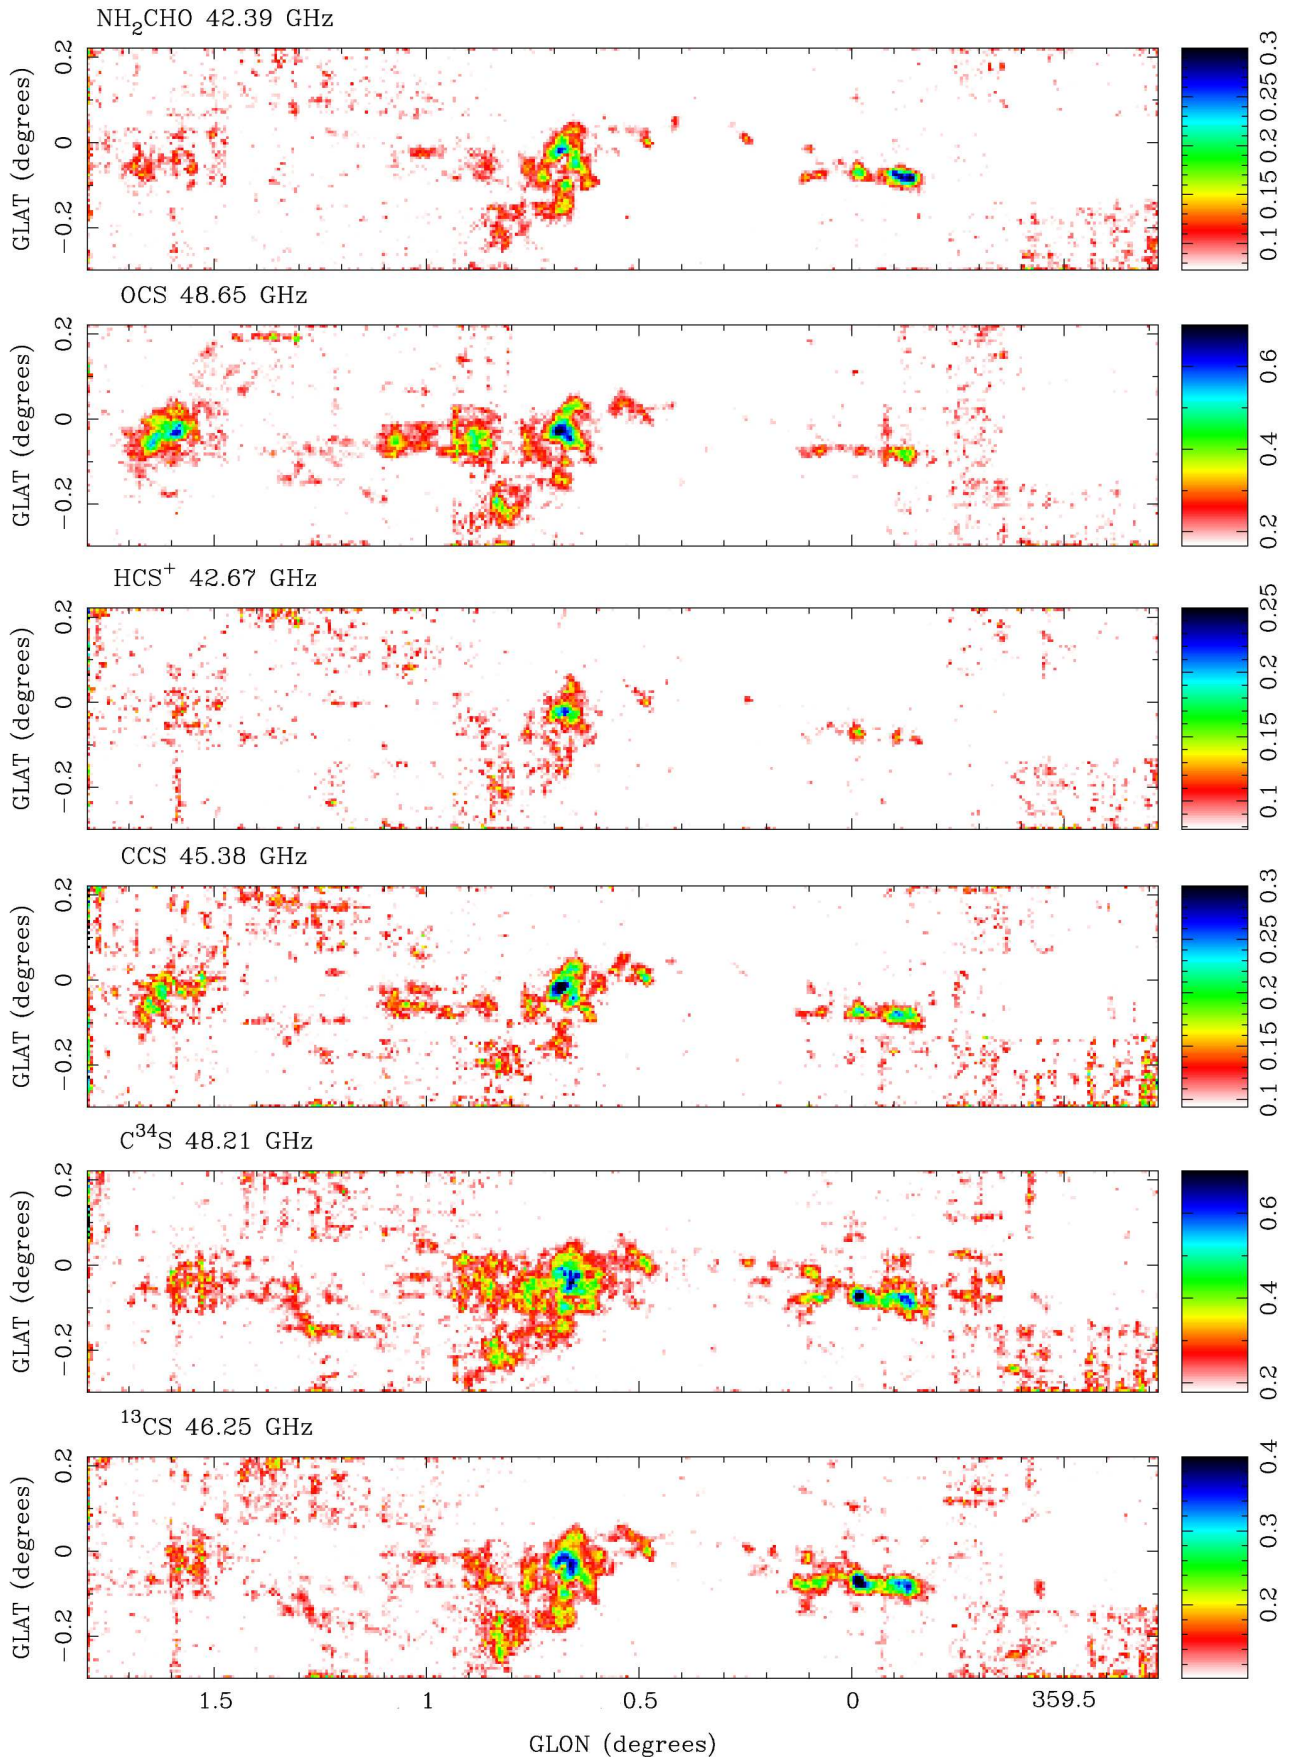 NH₂CHO 42.39 GHz
GLAT (degrees)
0.2
0
−0.2
0.1 0.15 0.2 0.25 0.3
OCS 48.65 GHz
GLAT (degrees)
0.2
0
−0.2
0.2 0.4 0.6
HCS⁺ 42.67 GHz
GLAT (degrees)
0.2
0
−0.2
0.1 0.15 0.2 0.25
CCS 45.38 GHz
GLAT (degrees)
0.2
0
−0.2
0.1 0.15 0.2 0.25 0.3
C³⁴S 48.21 GHz
GLAT (degrees)
0.2
0
−0.2
0.2 0.4 0.6
¹³CS 46.25 GHz
GLAT (degrees)
0.2
0
−0.2
0.2 0.3 0.4
1.5 1 0.5 0 359.5
GLON (degrees)